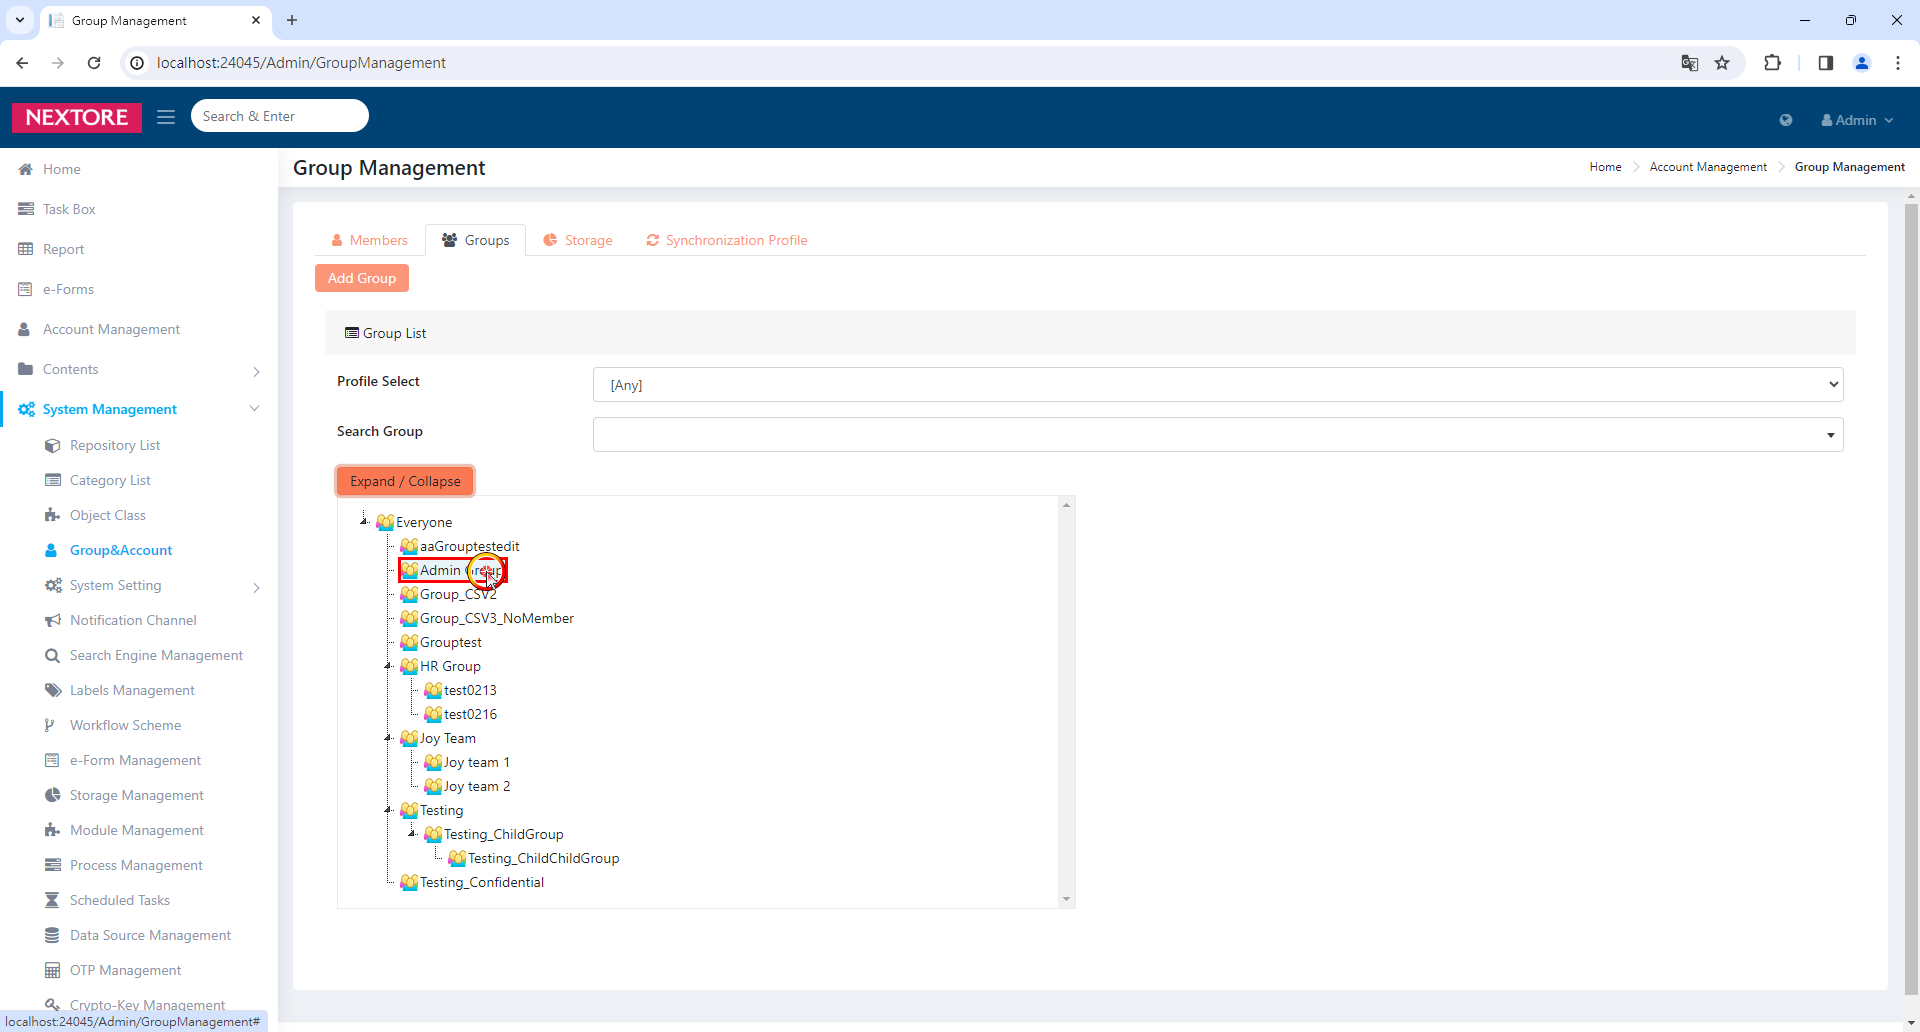 Group Management
localhost:24045/Admin/GroupManagement
NEXTORE
Search & Enter
Admin
Home
Task Box
Report
e-Forms
Account Management
Contents
System Management
Repository List
Category List
Object Class
Group&Account
System Setting
Notification Channel
Search Engine Management
Labels Management
Workflow Scheme
e-Form Management
Storage Management
Module Management
Process Management
Scheduled Tasks
Data Source Management
OTP Management
Crypto-Key Management
localhost:24045/Admin/GroupManagement#
Group Management
Home Account Management Group Management
Members Groups Storage Synchronization Profile
Add Group
Group List
Profile Select [Any]
Search Group
Expand / Collapse
Everyone
aaGrouptestedit
Admin Group
Group_CSV2
Group_CSV3_NoMember
Grouptest
HR Group
test0213
test0216
Joy Team
Joy team 1
Joy team 2
Testing
Testing_ChildGroup
Testing_ChildChildGroup
Testing_Confidential